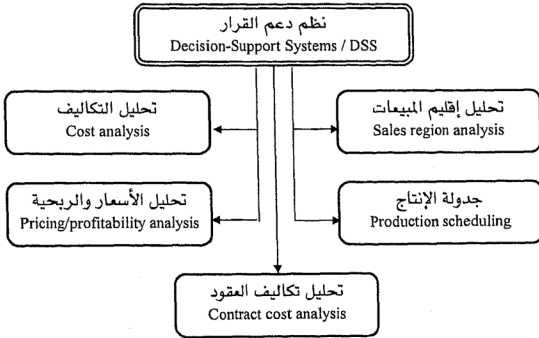 نظم دعم القرار
Decision-Support Systems / DSS
تحليل إقليم المبيعات
Sales region analysis
تحليل التكاليف
Cost analysis
جدولة الإنتاج
Production scheduling
تحليل الأسعار والربحية
Pricing/profitability analysis
تحليل تكاليف العقود
Contract cost analysis